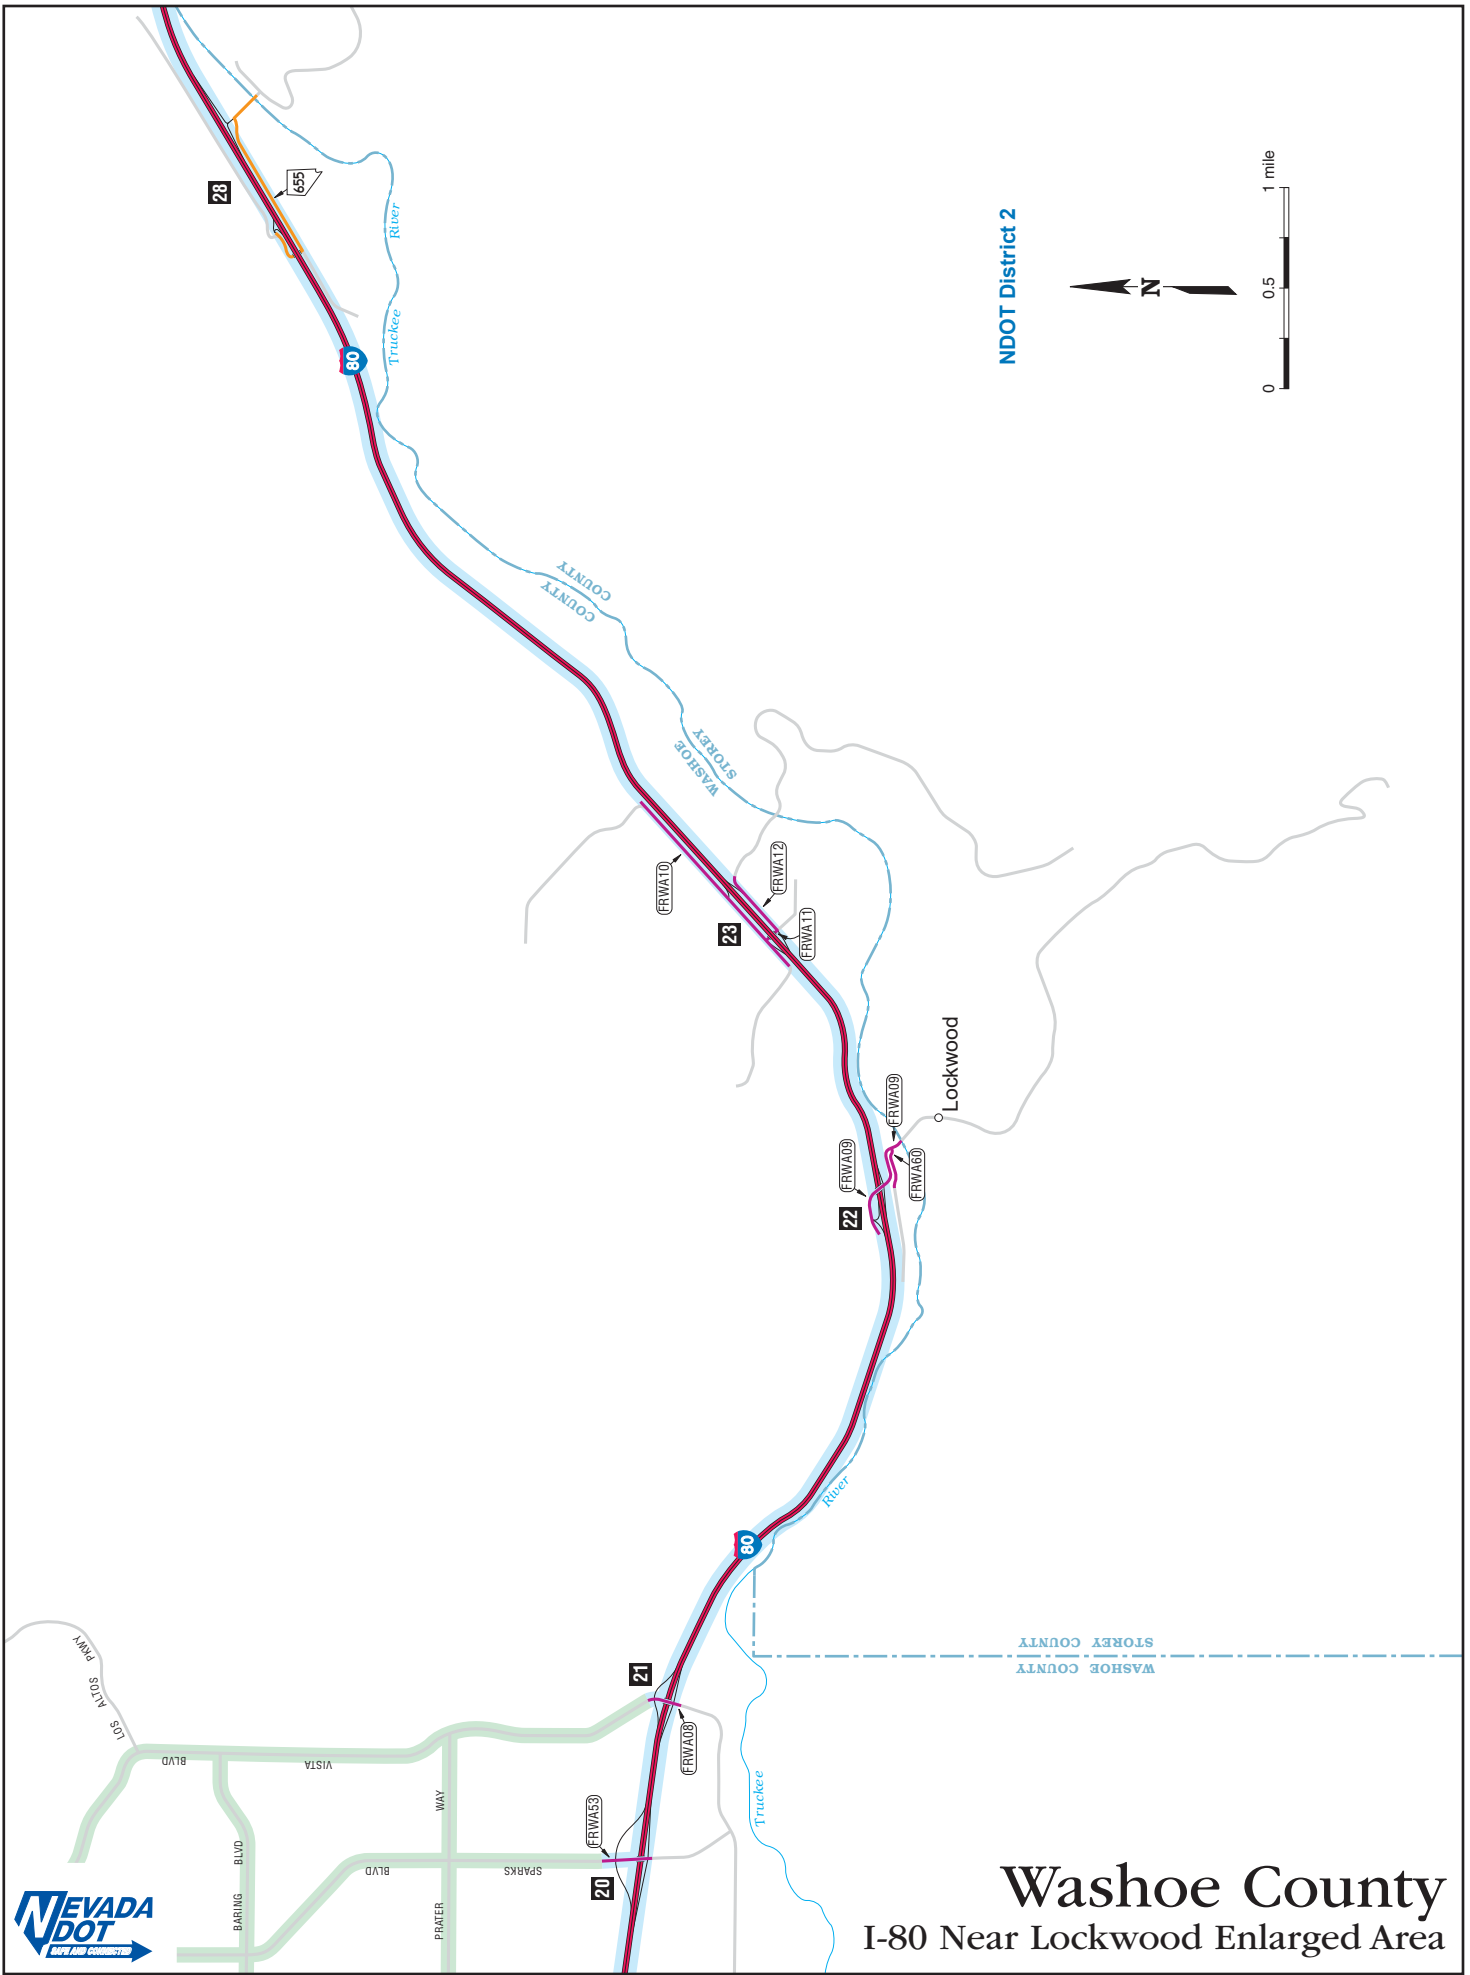 28
655
River
Truckee
80
NDOT District 2
N
0
0.5
1 mile
COUNTY
COUNTY
WASHOE
STOREY
FRWA10
FRWA12
23
FRWA11
Lockwood
FRWA09
FRWA09
FRWA60
22
River
80
STOREY COUNTY
WASHOE COUNTY
21
FRWA08
LOS ALTOS PKWY
VISTA BLVD
BARING BLVD
PRATER WAY
SPARKS BLVD
FRWA53
20
Truckee
NEVADA
DOT
SAFE AND CONNECTED
Washoe County
I-80 Near Lockwood Enlarged Area